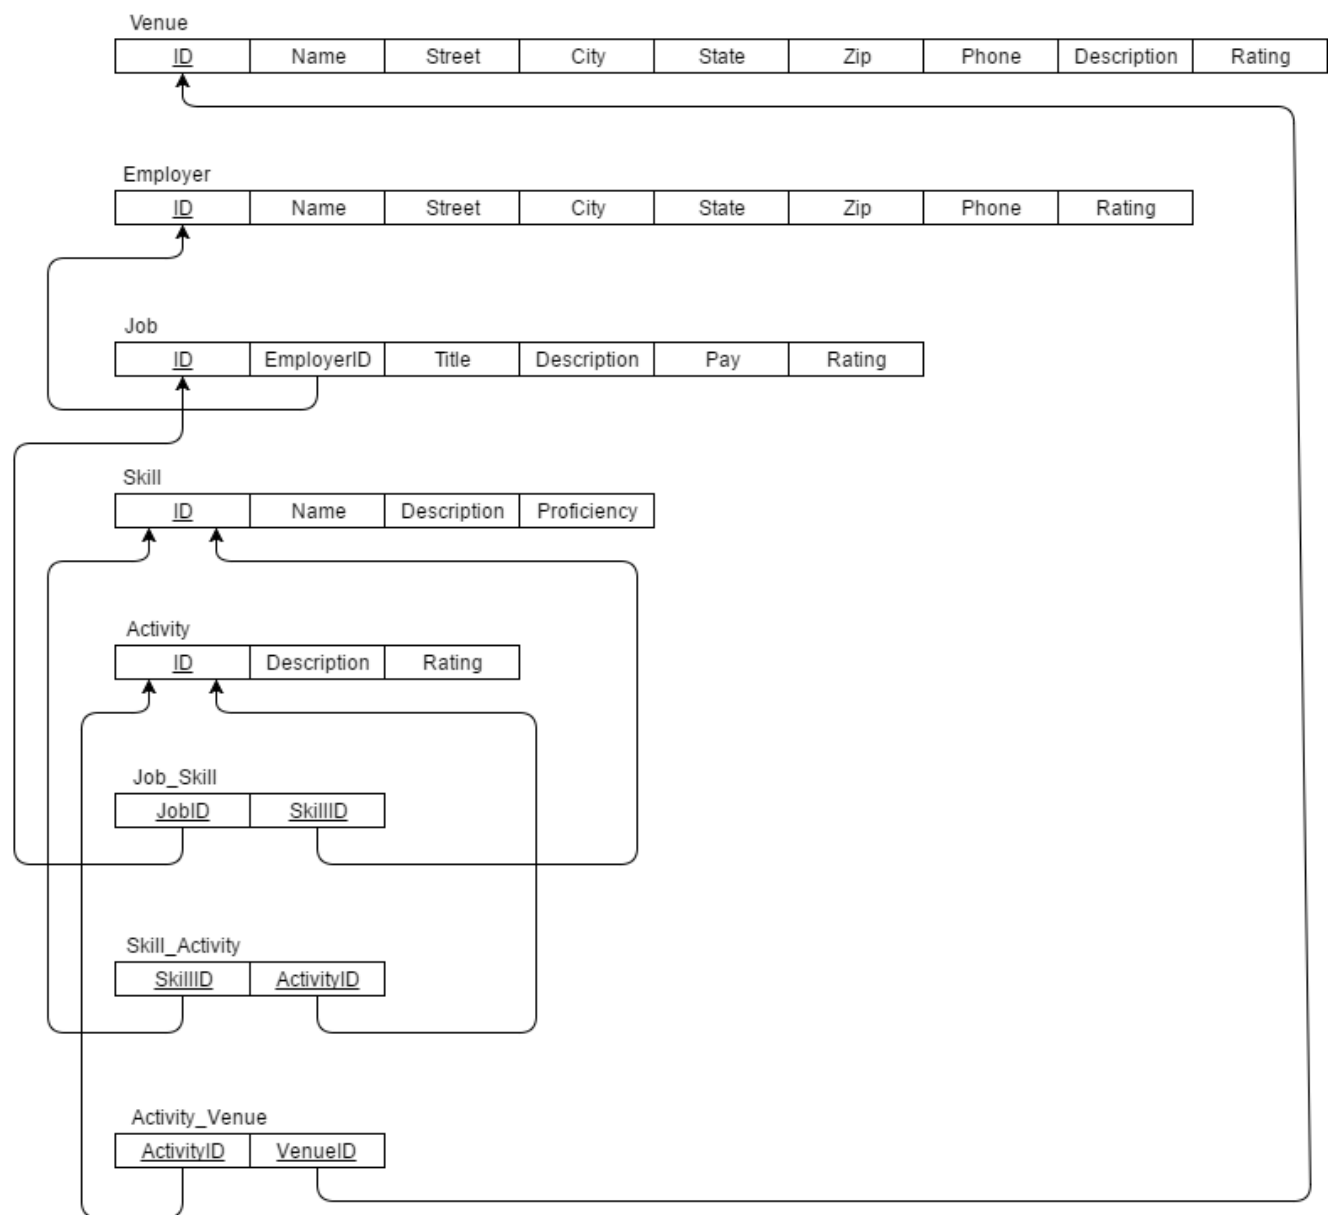 Venue
ID Name Street City State Zip Phone Description Rating
Employer
ID Name Street City State Zip Phone Rating
Job
ID EmployerID Title Description Pay Rating
Skill
ID Name Description Proficiency
Activity
ID Description Rating
Job_Skill
JobID SkillID
Skill_Activity
SkillID ActivityID
Activity_Venue
ActivityID VenueID